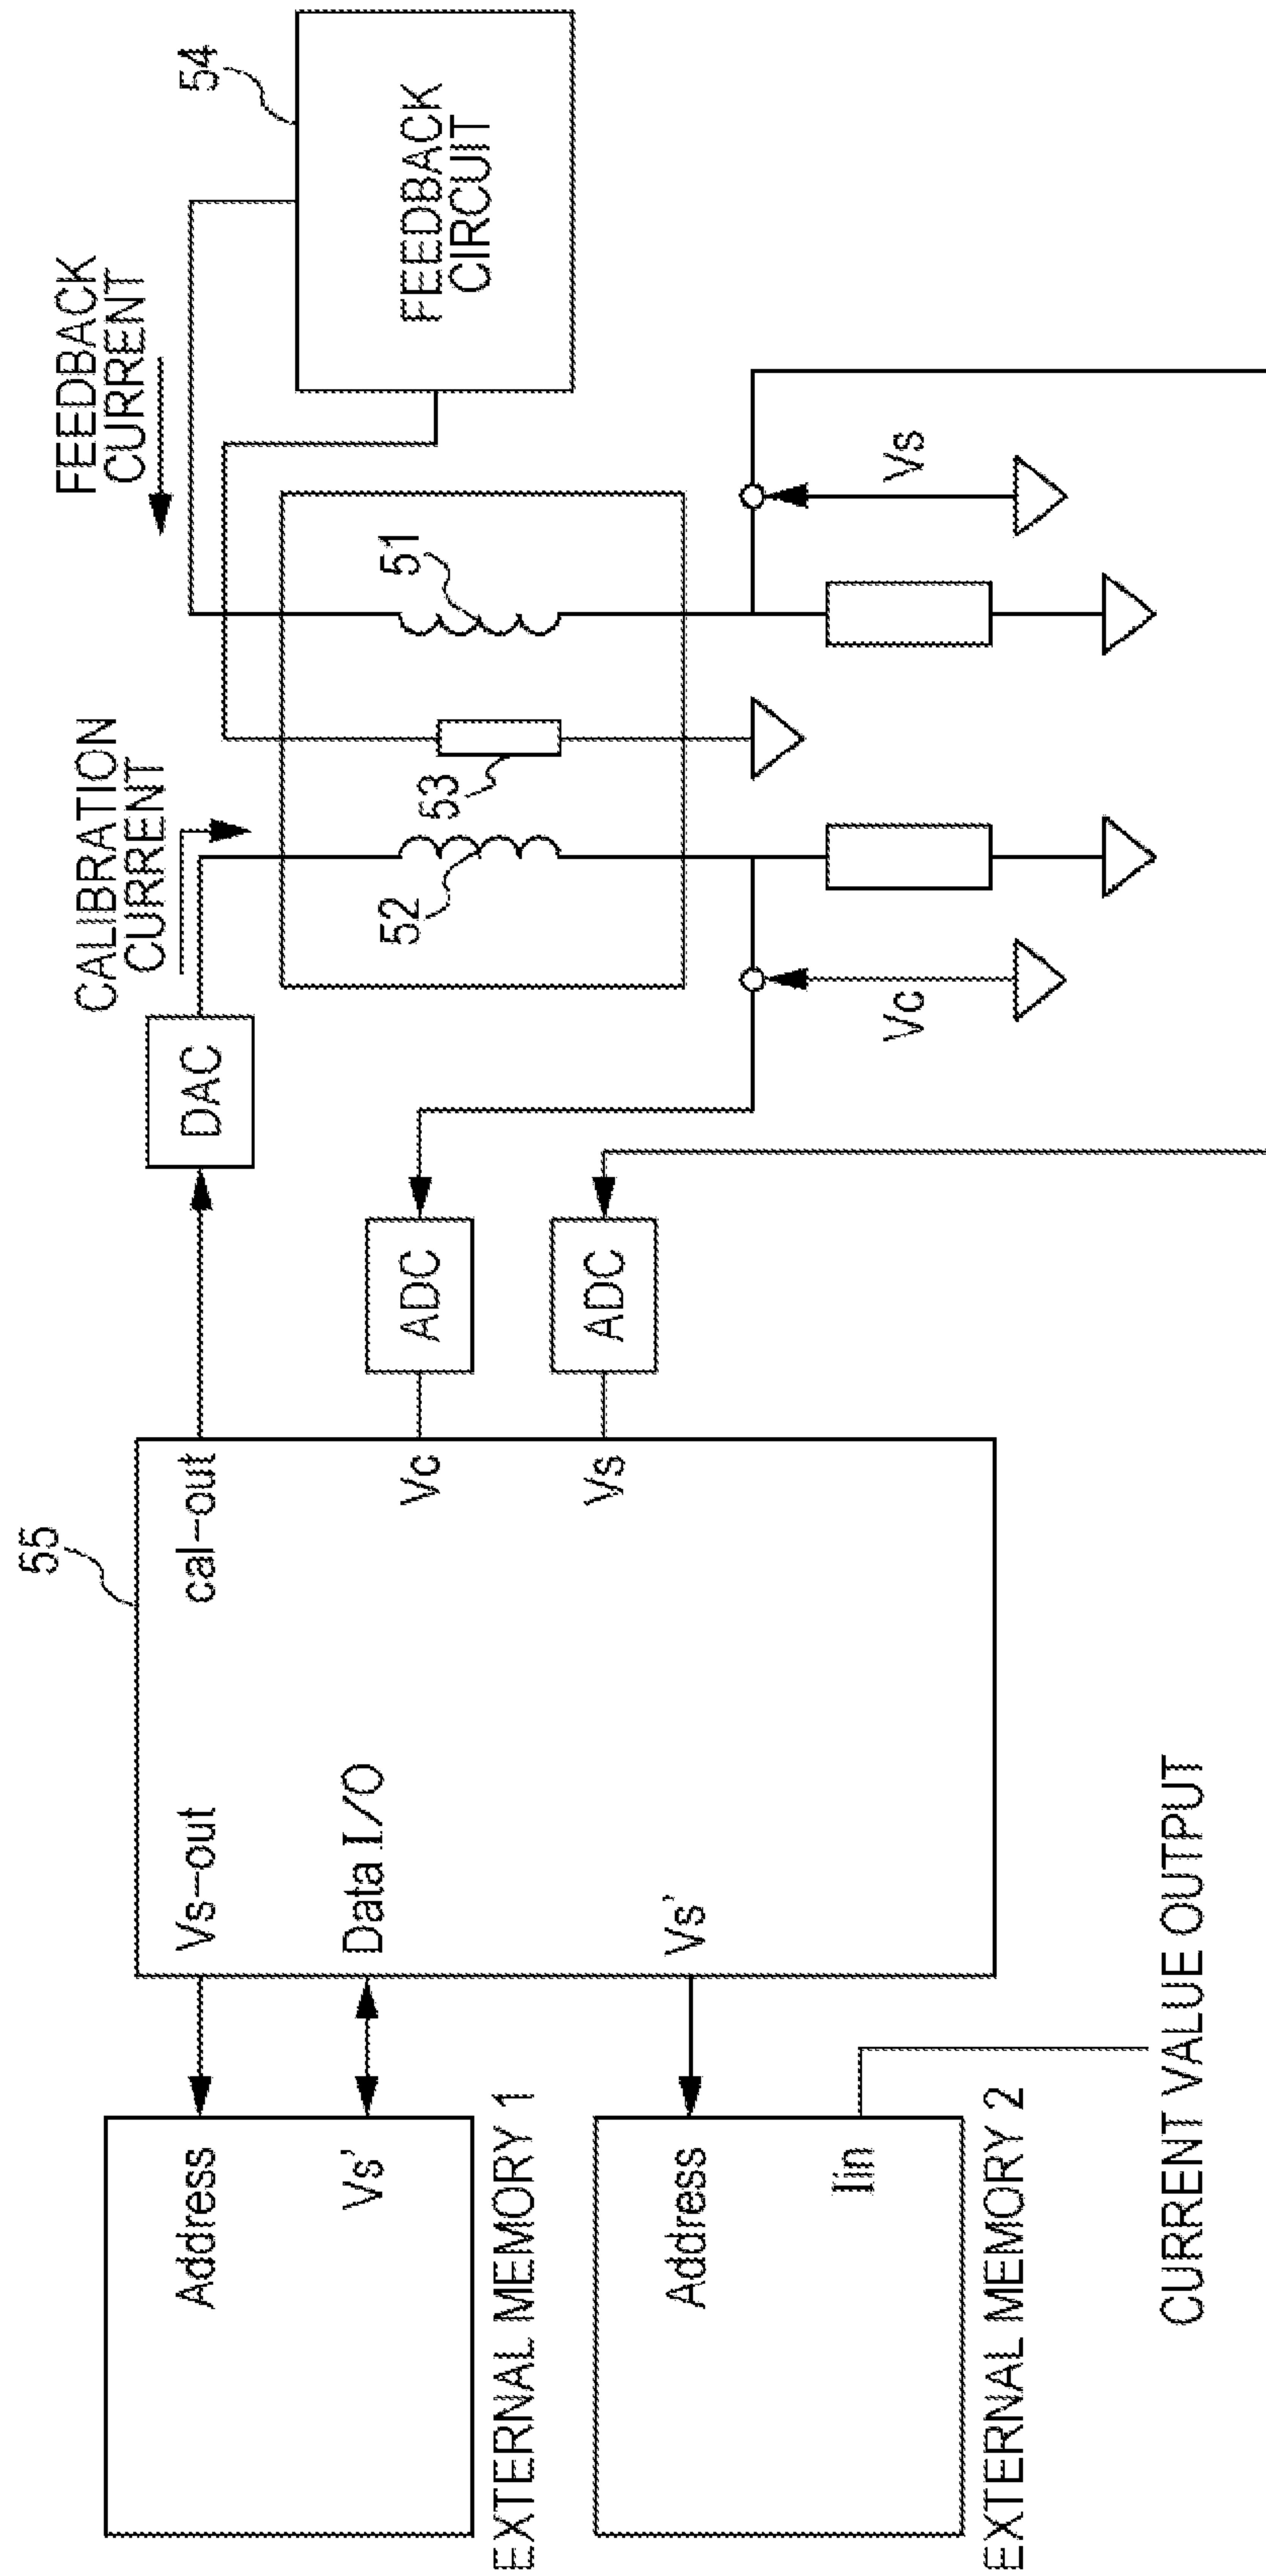 FEEDBACK
CURRENT
54
FEEDBACK
CIRCUIT
CALIBRATION
CURRENT
DAC
51
53
52
Vs
Vc
55
cal-out
Vc
Vs
ADC
ADC
Vs-out
Data I/O
Vs'
Address
Vs'
EXTERNAL MEMORY 1
Address
Iin
EXTERNAL MEMORY 2
CURRENT VALUE OUTPUT